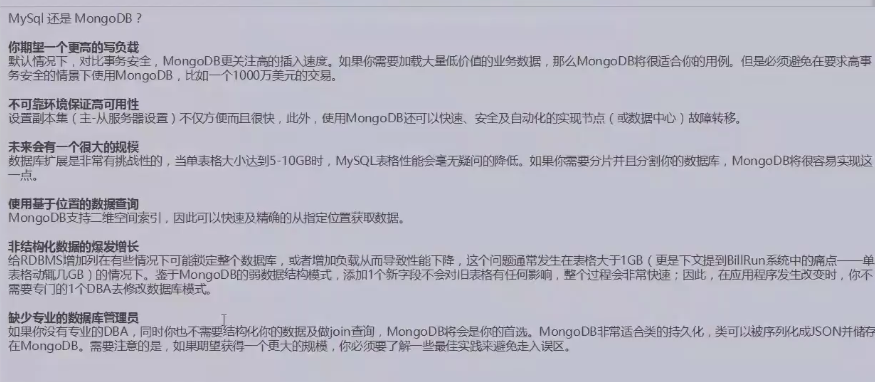 MySql 还是 MongoDB？
你期望一个更高的写负载
默认情况下，对比事务安全，MongoDB更关注高的插入速度。如果你需要加载大量低价值的业务数据，那么MongoDB将很适合你的用例。但是必须避免在要求高事
务安全的情景下使用MongoDB，比如一个1000万美元的交易。
不可靠环境保证高可用性
设置副本集（主-从服务器设置）不仅方便而且很快，此外，使用MongoDB还可以快速、安全及自动化的实现节点（或数据中心）故障转移。
未来会有一个很大的规模
数据库扩展是非常有挑战性的，当单表格大小达到5-10GB时，MySQL表格性能会毫无疑问的降低。如果你需要分片并且分割你的数据库，MongoDB将很容易实现这
一点。
使用基于位置的数据查询
MongoDB支持二维空间索引，因此可以快速及精确的从指定位置获取数据。
非结构化数据的爆发增长
给RDBMS增加列在有些情况下可能锁定整个数据库，或者增加负载从而导致性能下降，这个问题通常发生在表格大于1GB（更是下文提到BillRun系统中的痛点——单
表格动辄几GB）的情况下。鉴于MongoDB的弱数据结构模式，添加1个新字段不会对旧表格有任何影响，整个过程会非常快速；因此，在应用程序发生改变时，你不
需要专门的1个DBA去修改数据库模式。
缺少专业的数据库管理员
如果你没有专业的DBA，同时你也不需要结构化你的数据及做join查询，MongoDB将会是你的首选。MongoDB非常适合类的持久化，类可以被序列化成JSON并储存
在MongoDB。需要注意的是，如果期望获得一个更大的规模，你必须要了解一些最佳实践来避免走入误区。